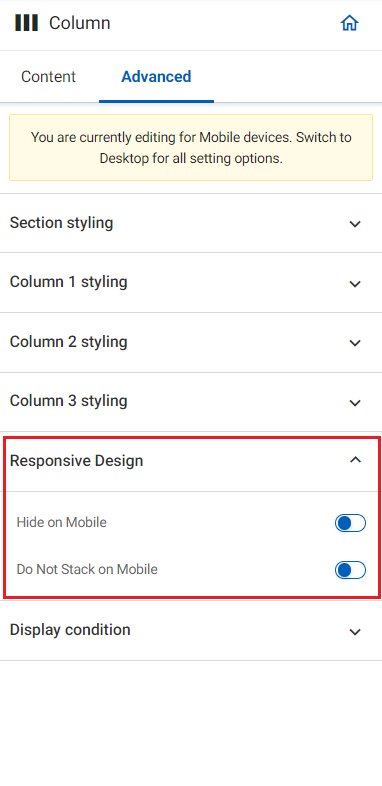 Column
Content
Advanced
You are currently editing for Mobile devices. Switch to
Desktop for all setting options.
Section styling
Column 1 styling
Column 2 styling
Column 3 styling
Responsive Design
Hide on Mobile
Do Not Stack on Mobile
Display condition